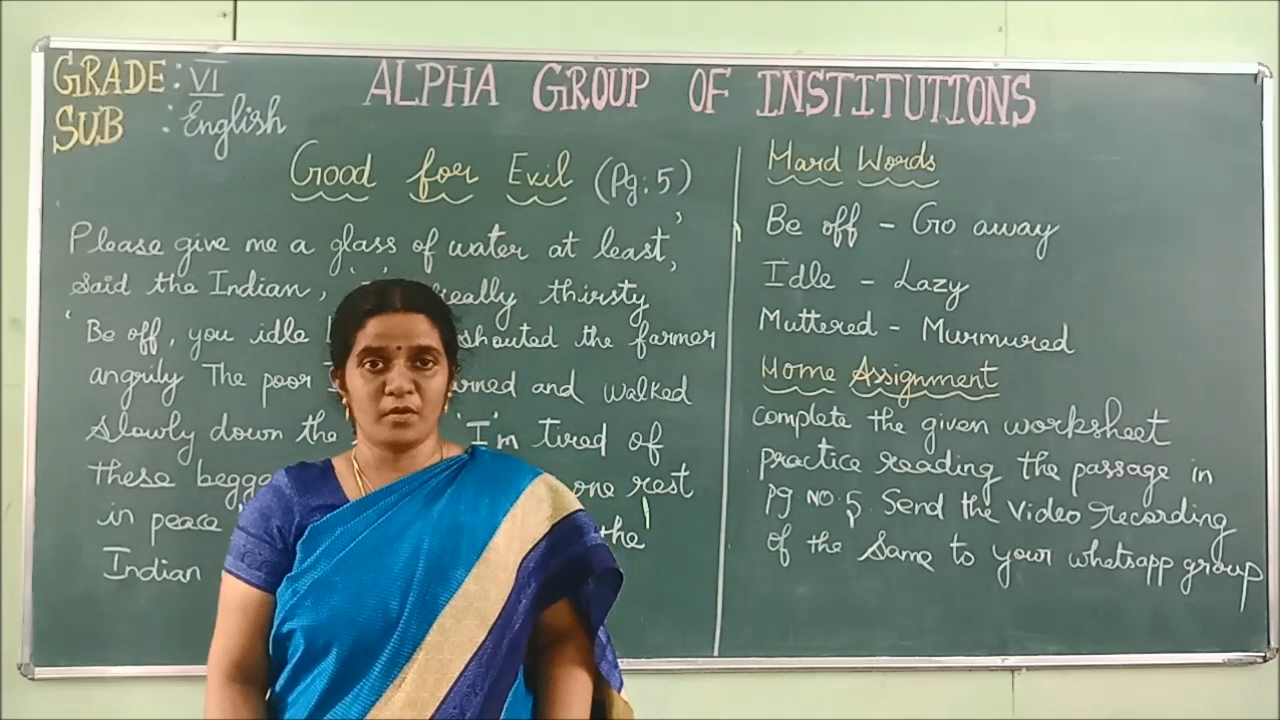 GRADE : VI
SUB : English
ALPHA GROUP OF INSTITUTIONS
Good for Evil (Pg: 5)
Please give me a glass of water at least,'
said the Indian, really thirsty
'Be off, you idle shouted the farmer
angrily The poor and walked
slowly down the 'I'm tired of
These rest
in peace the
Indian
Hard Words
Be off - Go away
Idle - Lazy
Muttered - Murmured
Home Assignment
complete the given worksheet
practice reading the passage in
pg no. 5. Send the Video recording
of the same to your whatsapp group